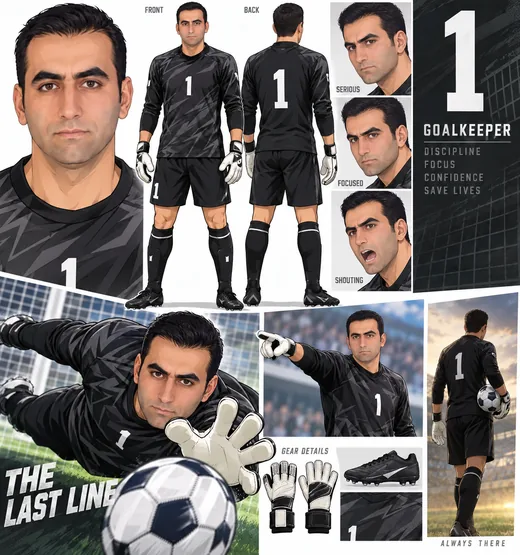 FRONT
BACK
1
1
1
1
SERIOUS
FOCUSED
SHOUTING
1
GOALKEEPER
DISCIPLINE
FOCUS
CONFIDENCE
SAVE LIVES
1
THE
LAST LINE
1
1
GEAR DETAILS
1
ALWAYS THERE